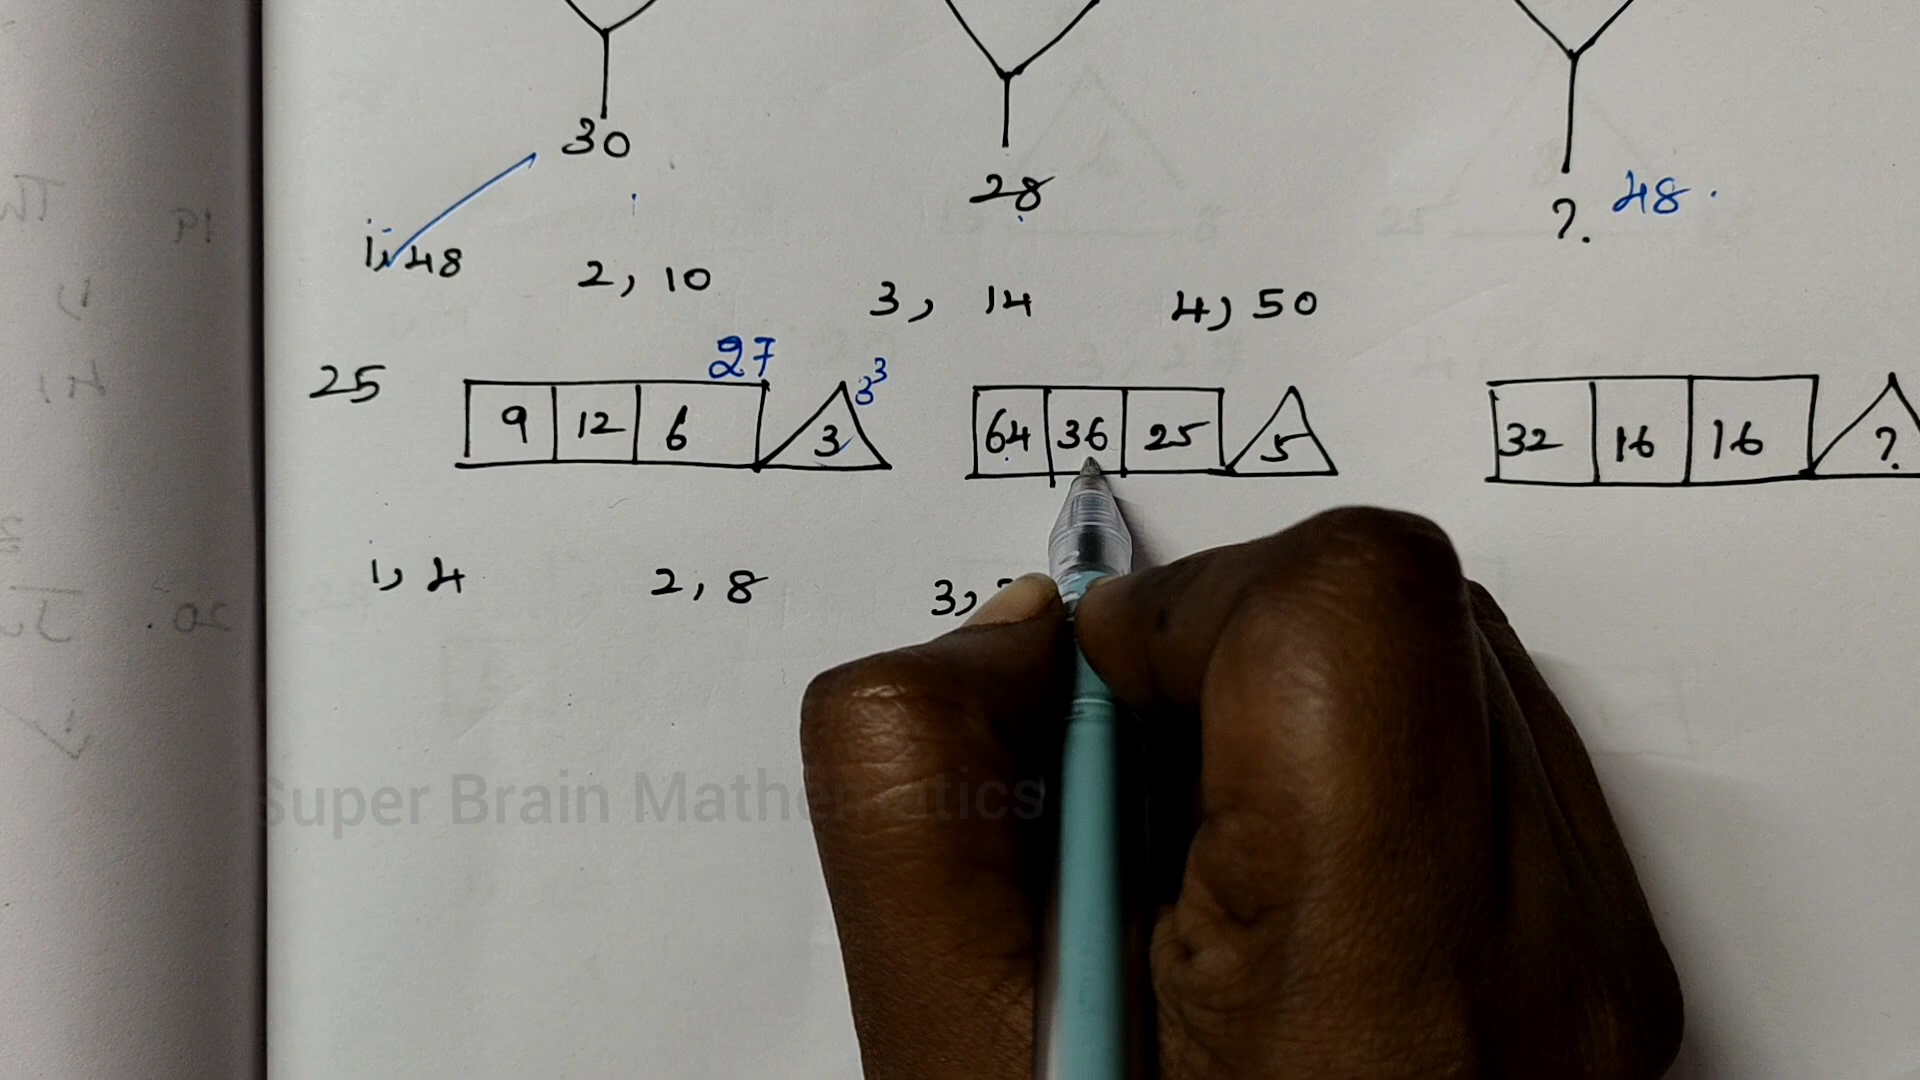 30
28
? 48.
1, 48 2, 10 3, 14 4, 50
27
25 9 12 6 3 3³ 64 36 25 5 32 16 16 ?
1, 4 2, 8 3,
Super Brain Mathematics